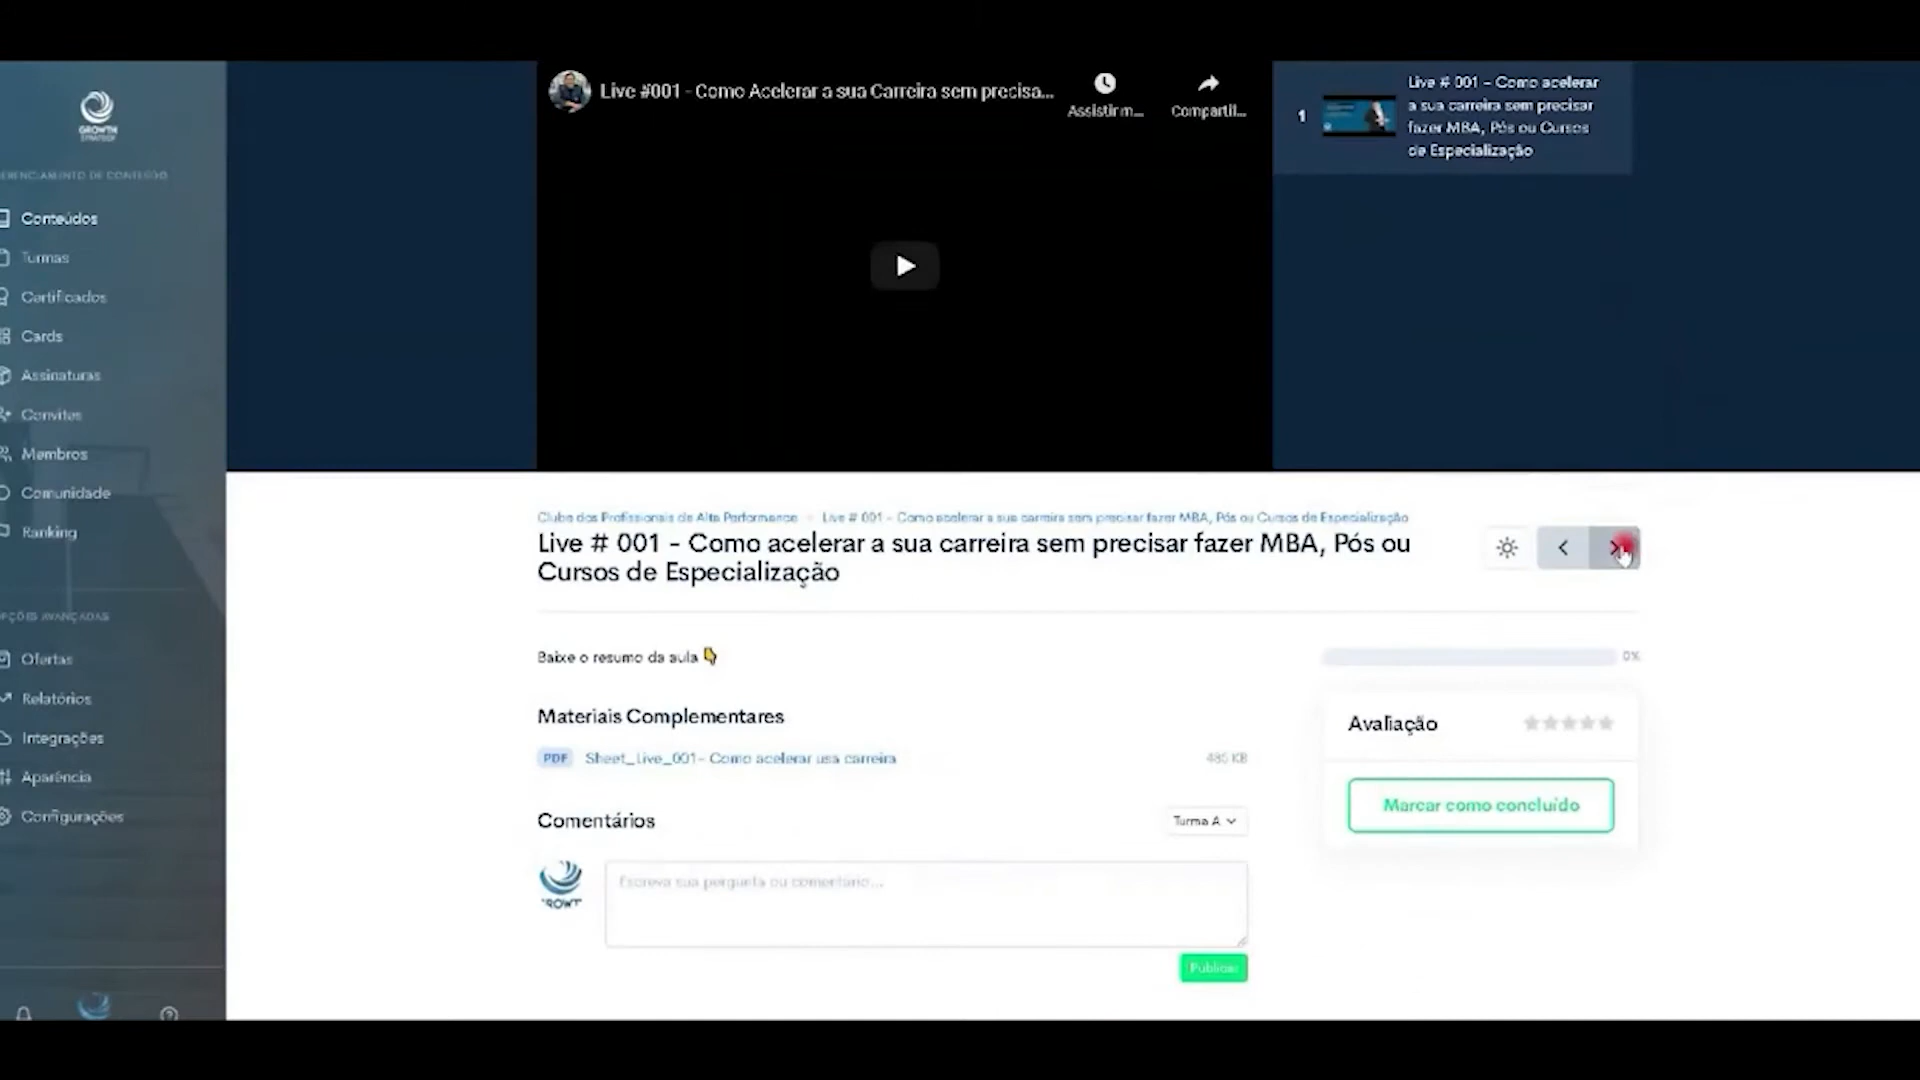 GROWTH
STRATEGY
Conteúdos
Turmas
Certificados
Cards
Assinaturas
Convites
Membros
Comunidade
Ranking
Ofertas
Relatórios
Integrações
Aparência
Configurações
Live #001 - Como Acelerar a sua Carreira sem precisa...
Assistir m...
Compartil...
1
Live # 001 - Como acelerar
a sua carreira sem precisar
fazer MBA, Pós ou Cursos
de Especialização
Clube dos Profissionais de Alta Performance
Live # 001 - Como acelerar a sua carreira sem precisar fazer MBA, Pós ou Cursos de Especialização
Live # 001 - Como acelerar a sua carreira sem precisar fazer MBA, Pós ou
Cursos de Especialização
Baixe o resumo da aula
0%
Materiais Complementares
PDF Sheet_Live_001- Como acelerar usa carreira
485 KB
Avaliação
Marcar como concluído
Comentários
Turma A
Escreva sua pergunta ou comentário...
Publicar